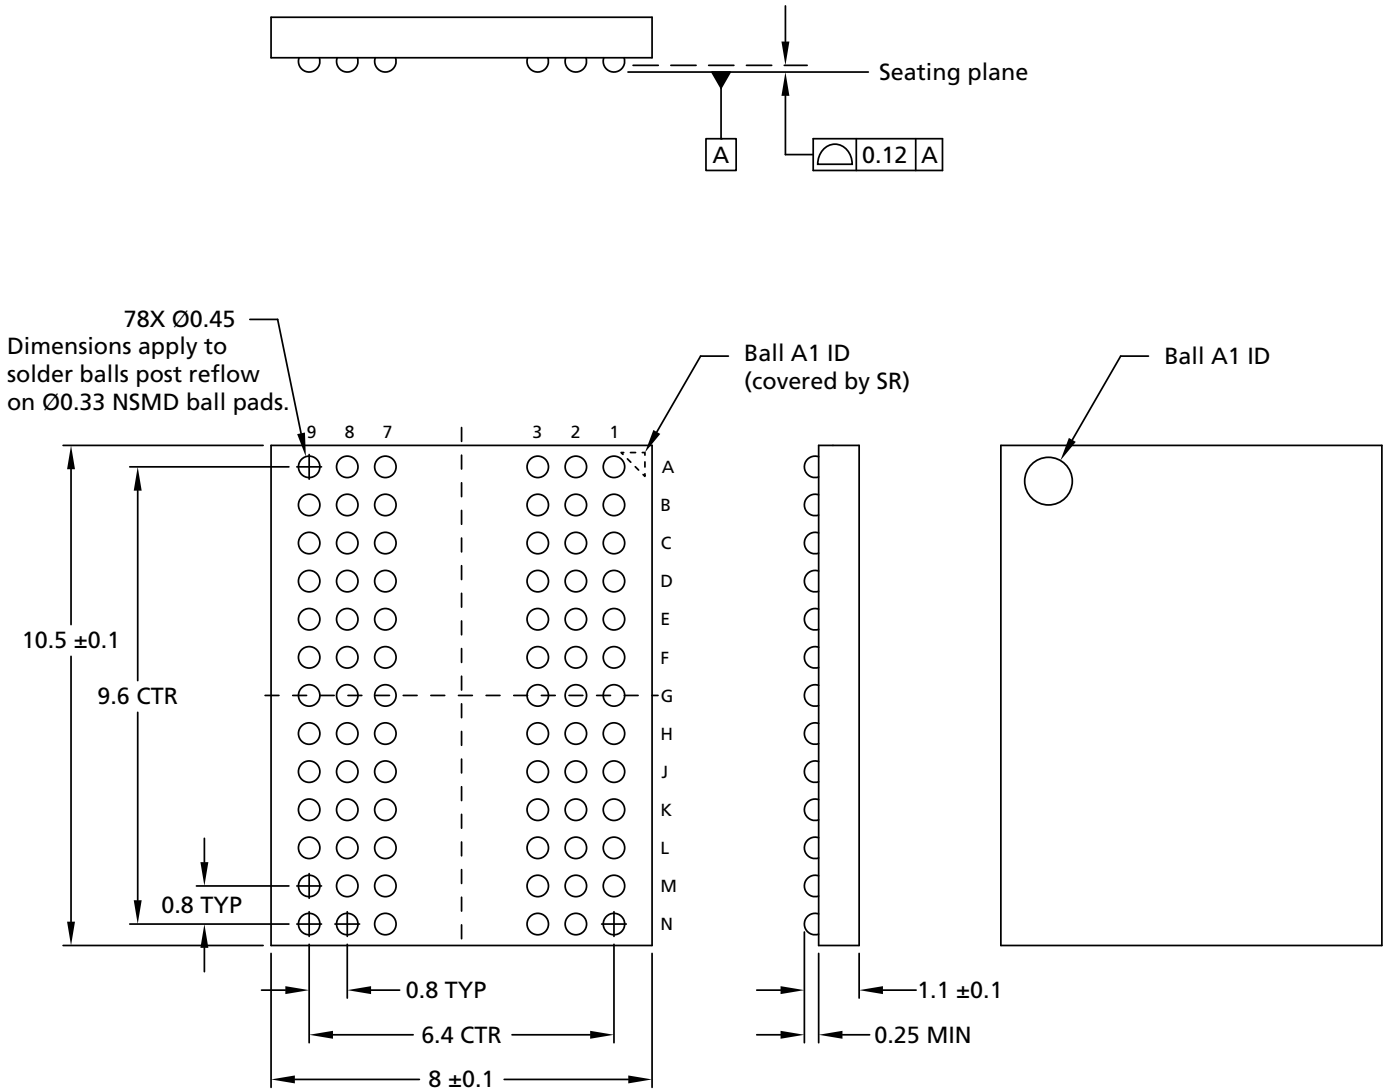 Seating plane
A
0.12 A
78X Ø0.45
Dimensions apply to
solder balls post reflow
on Ø0.33 NSMD ball pads.
Ball A1 ID
(covered by SR)
Ball A1 ID
9 8 7 3 2 1
A
B
C
D
E
F
G
H
J
K
L
M
N
10.5 ±0.1
9.6 CTR
0.8 TYP
0.8 TYP
6.4 CTR
8 ±0.1
1.1 ±0.1
0.25 MIN